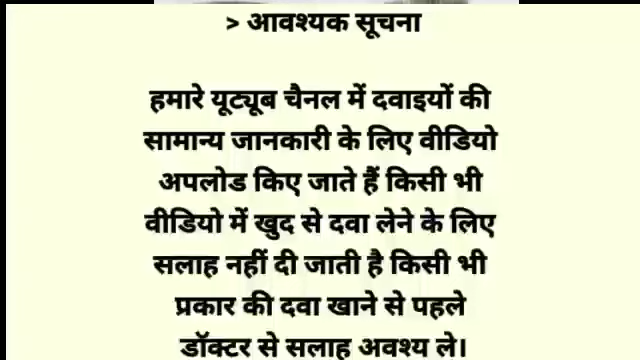 > आवश्यक सूचना
हमारे यूट्यूब चैनल में दवाइयों की
सामान्य जानकारी के लिए वीडियो
अपलोड किए जाते हैं किसी भी
वीडियो में खुद से दवा लेने के लिए
सलाह नहीं दी जाती है किसी भी
प्रकार की दवा खाने से पहले
डॉक्टर से सलाह अवश्य ले।